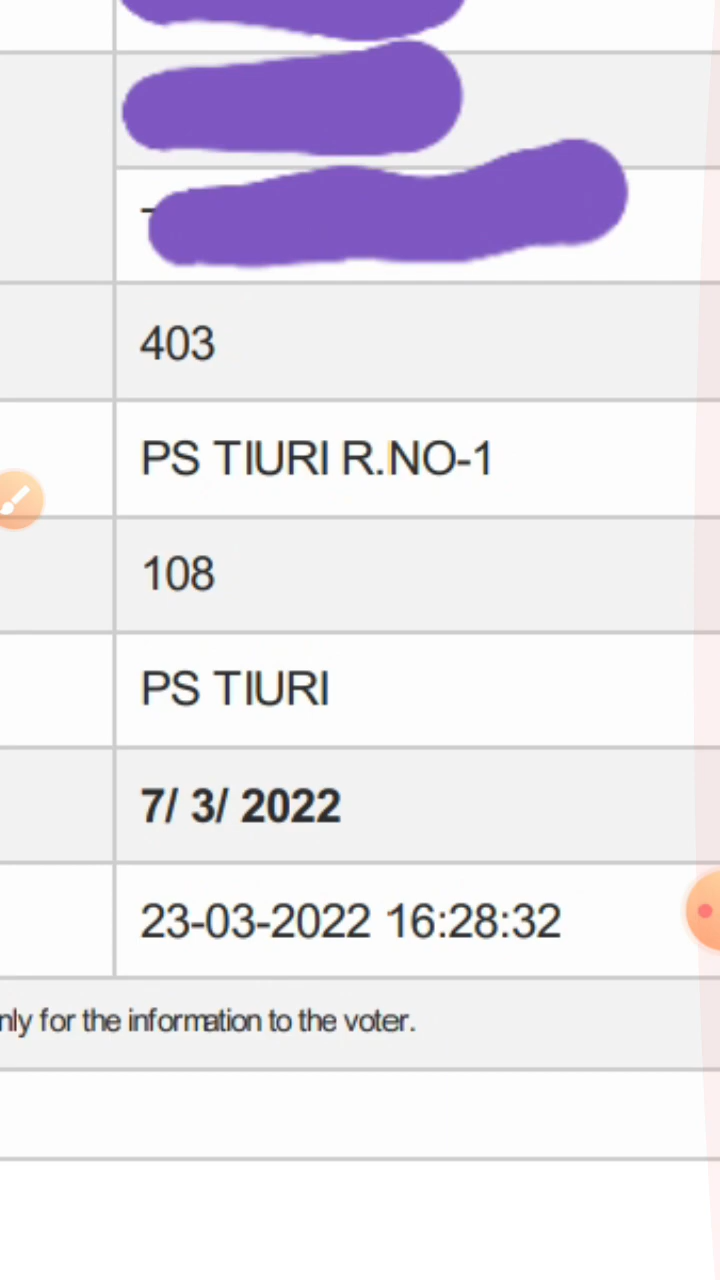 403
PS TIURI R.NO-1
108
PS TIURI
7/ 3/ 2022
23-03-2022 16:28:32
nly for the information to the voter.